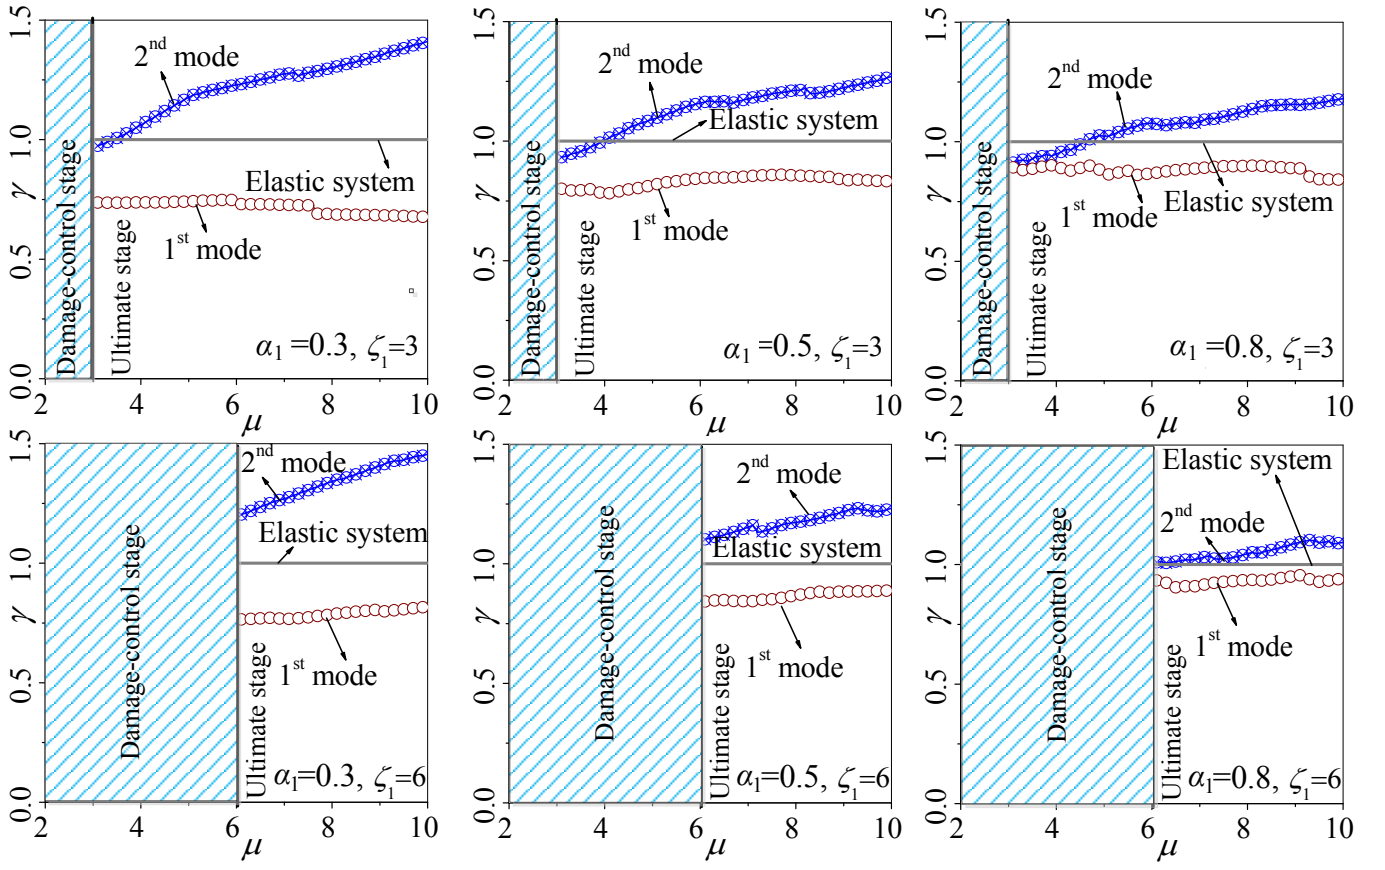 1.5
1.0
0.5
0.0
γ
2nd mode
Elastic system
1st mode
Damage-control stage
Ultimate stage
α1 =0.3, ζ1=3
2 4 6 8 10
μ
1.5
1.0
0.5
0.0
γ
2nd mode
Elastic system
1st mode
Damage-control stage
Ultimate stage
α1 =0.5, ζ1=3
2 4 6 8 10
μ
1.5
1.0
0.5
0.0
γ
2nd mode
Elastic system
1st mode
Damage-control stage
Ultimate stage
α1 =0.8, ζ1=3
2 4 6 8 10
μ
1.5
1.0
0.5
0.0
γ
2nd mode
Elastic system
1st mode
Damage-control stage
Ultimate stage
α1=0.3, ζ1=6
2 4 6 8 10
μ
1.5
1.0
0.5
0.0
γ
2nd mode
Elastic system
1st mode
Damage-control stage
Ultimate stage
α1=0.5, ζ1=6
2 4 6 8 10
μ
1.5
1.0
0.5
0.0
γ
Elastic system
2nd mode
1st mode
Damage-control stage
Ultimate stage
α1=0.8, ζ1=6
2 4 6 8 10
μ